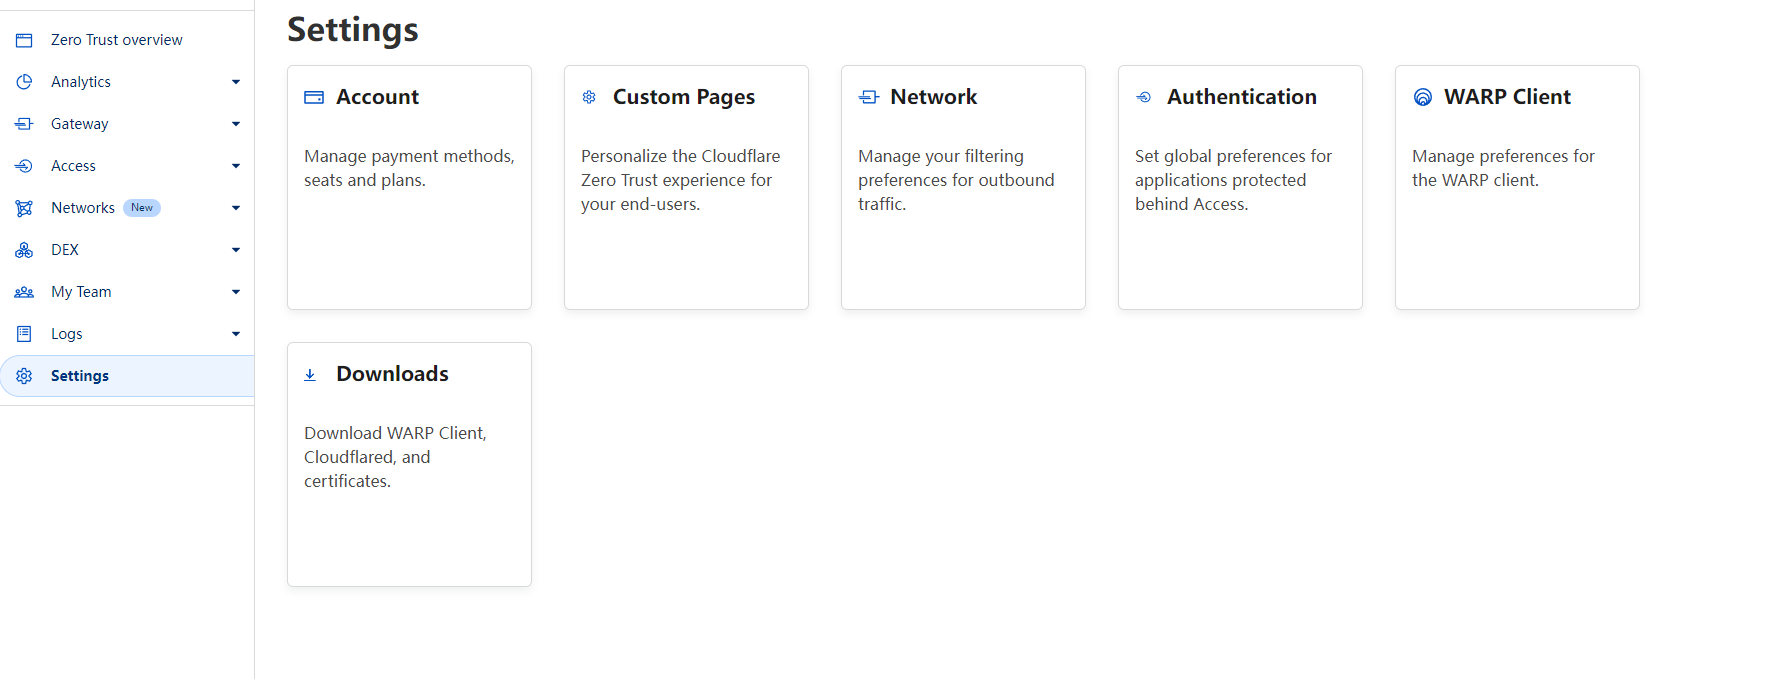 Zero Trust overview
Analytics
Gateway
Access
Networks New
DEX
My Team
Logs
Settings
Settings
Account
Manage payment methods,
seats and plans.
Custom Pages
Personalize the Cloudflare
Zero Trust experience for
your end-users.
Network
Manage your filtering
preferences for outbound
traffic.
Authentication
Set global preferences for
applications protected
behind Access.
WARP Client
Manage preferences for
the WARP client.
Downloads
Download WARP Client,
Cloudflared, and
certificates.